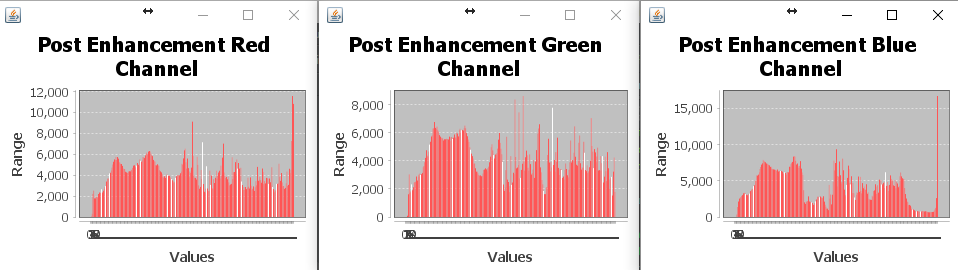 Post Enhancement Red
Channel
Range
12,000
10,000
8,000
6,000
4,000
2,000
0
Values
Post Enhancement Green
Channel
Range
8,000
6,000
4,000
2,000
0
Values
Post Enhancement Blue
Channel
Range
15,000
10,000
5,000
0
Values